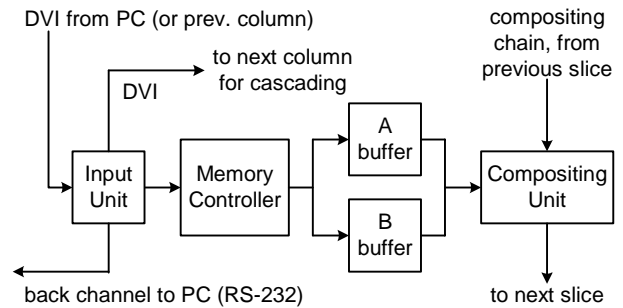 DVI from PC (or prev. column)
to next column
for cascading
DVI
compositing
chain, from
previous slice
Input
Unit
Memory
Controller
A
buffer
B
buffer
Compositing
Unit
back channel to PC (RS-232)
to next slice